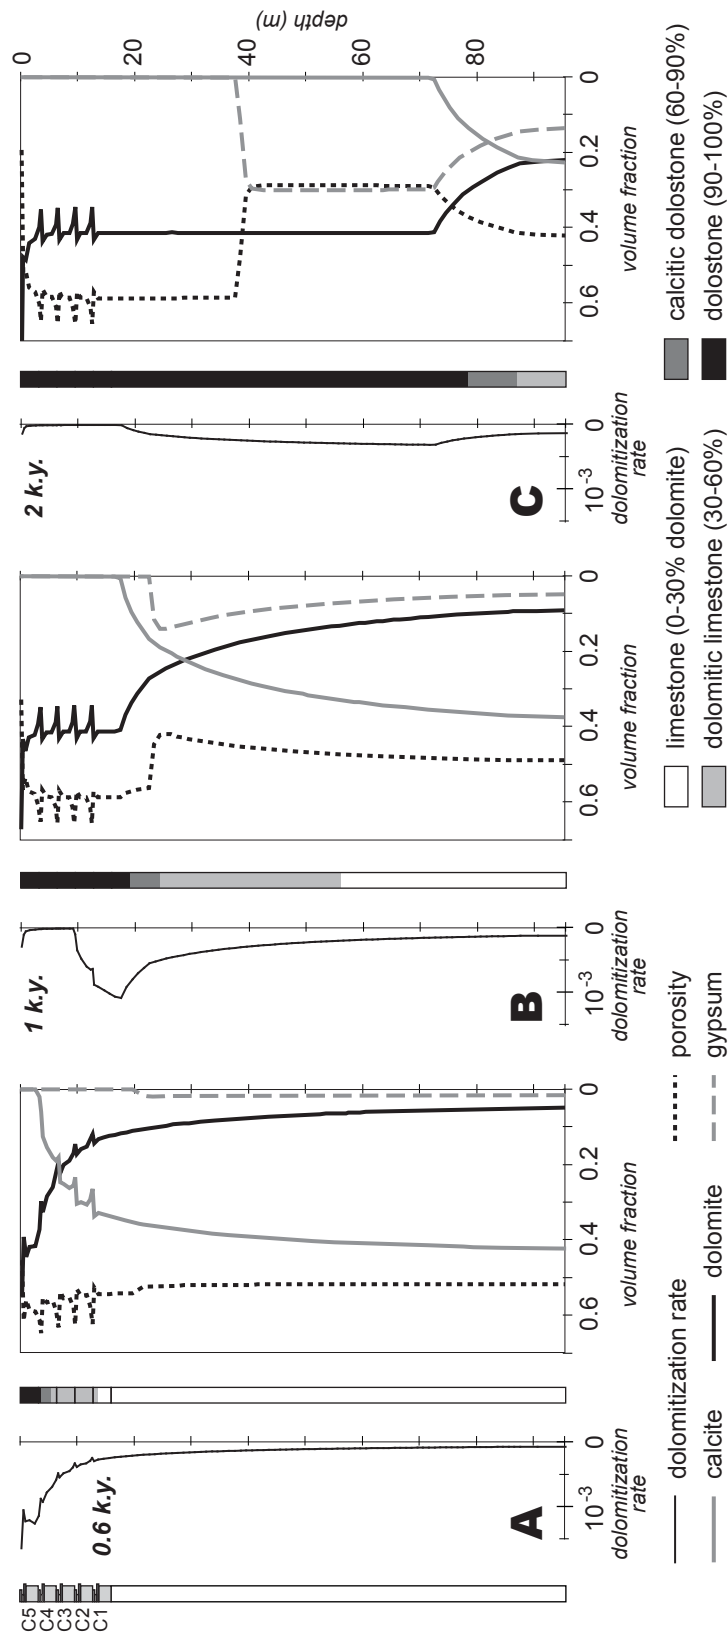 C5
C4
C3
C2
C1
0.6 k.y.
A
0
10-3
dolomitization
rate
0
0.2
0.4
0.6
volume fraction
1 k.y.
B
0
10-3
dolomitization
rate
0
0.2
0.4
0.6
volume fraction
2 k.y.
C
0
10-3
dolomitization
rate
0
0.2
0.4
0.6
volume fraction
0
20
40
60
80
depth (m)
dolomitization rate
porosity
calcite
dolomite
gypsum
limestone (0-30% dolomite)
calcitic dolostone (60-90%)
dolomitic limestone (30-60%)
dolostone (90-100%)